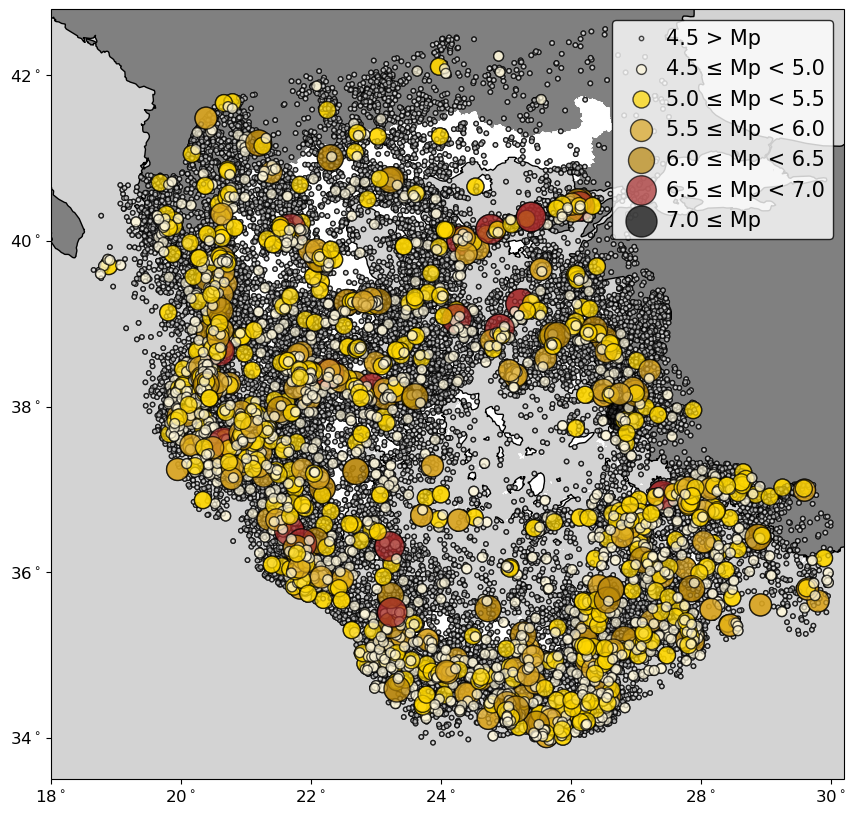 4.5 > Mp
4.5 ≤ Mp < 5.0
5.0 ≤ Mp < 5.5
5.5 ≤ Mp < 6.0
6.0 ≤ Mp < 6.5
6.5 ≤ Mp < 7.0
7.0 ≤ Mp
42°
40°
38°
36°
34°
18° 20° 22° 24° 26° 28° 30°